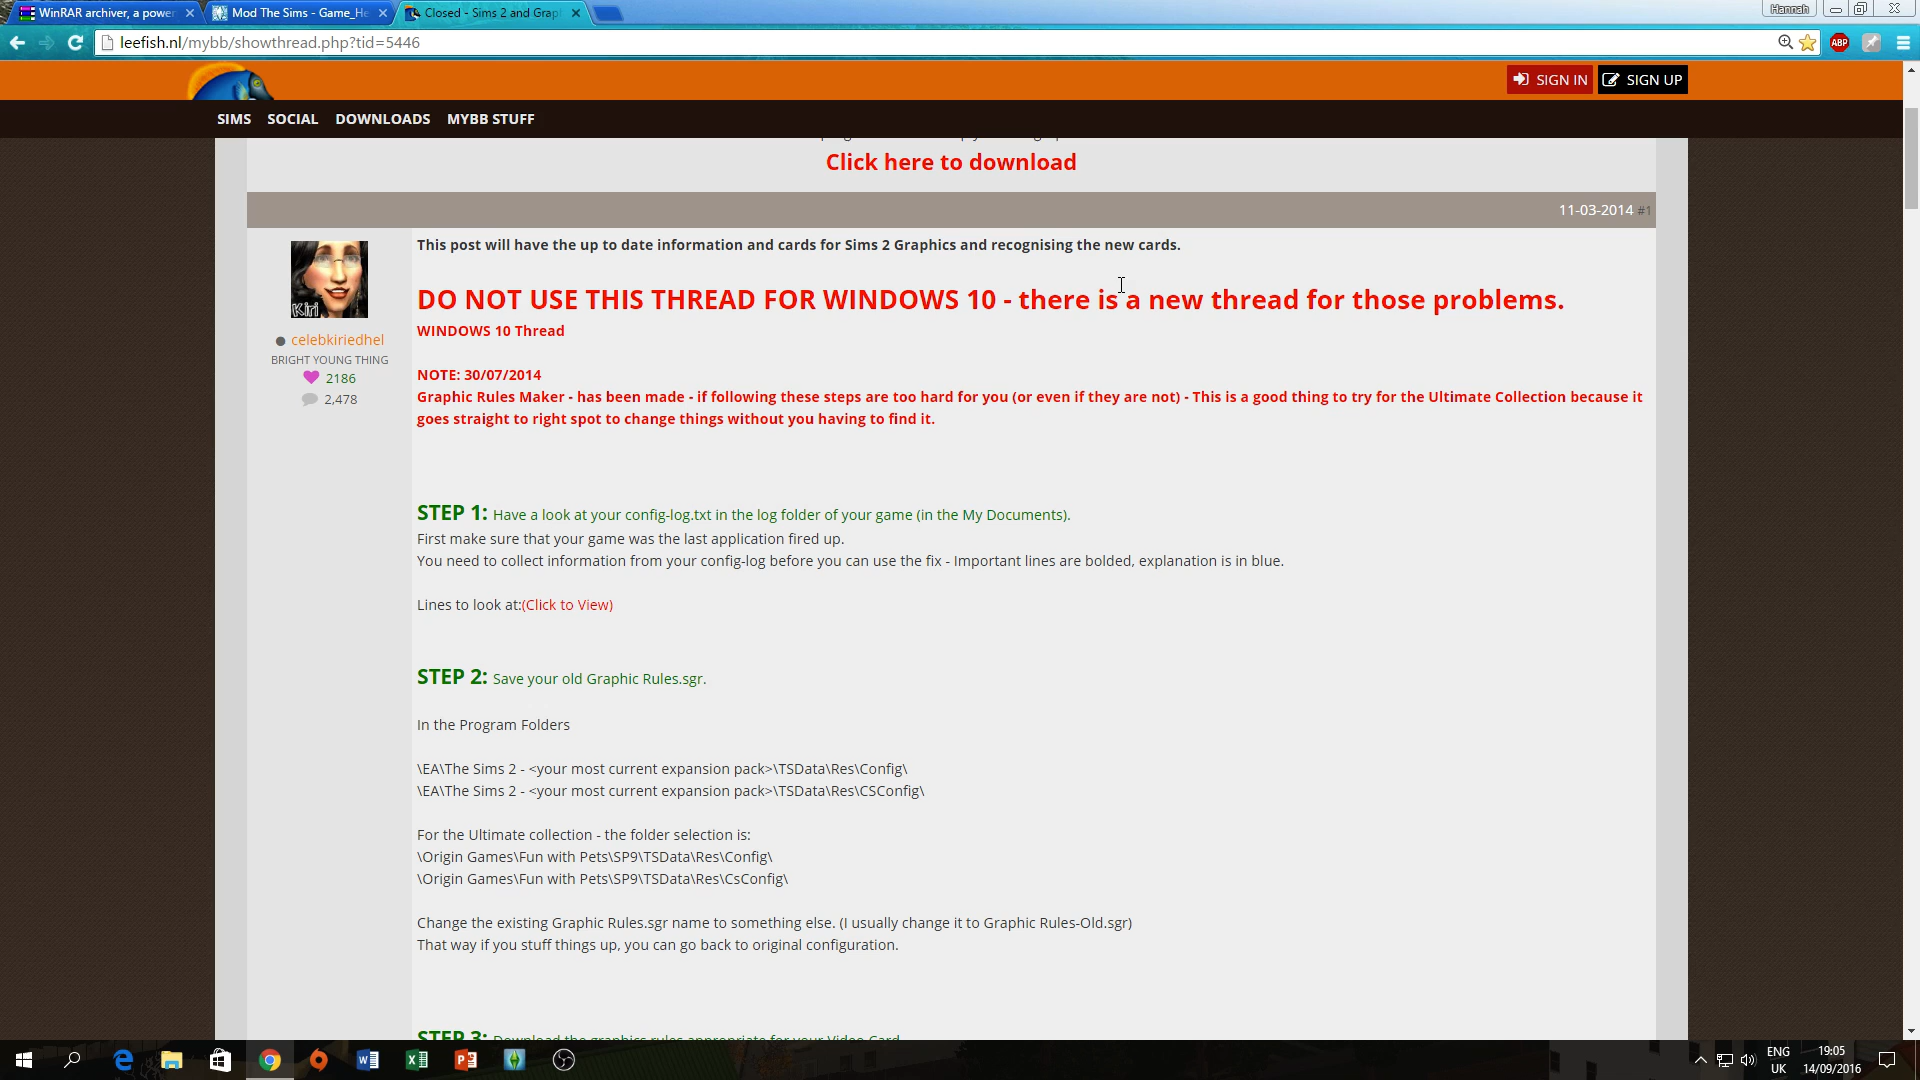 WinRAR archiver, a power
Mod The Sims - Game_He
Closed - Sims 2 and Grap
Hannah
leefish.nl/mybb/showthread.php?tid=5446
ABP
SIGN IN
SIGN UP
SIMS
SOCIAL
DOWNLOADS
MYBB STUFF
Click here to download
11-03-2014 #1
Kiri
celebkiriedhel
BRIGHT YOUNG THING
2186
2,478
This post will have the up to date information and cards for Sims 2 Graphics and recognising the new cards.
DO NOT USE THIS THREAD FOR WINDOWS 10 - there is a new thread for those problems.
WINDOWS 10 Thread
NOTE: 30/07/2014
Graphic Rules Maker - has been made - if following these steps are too hard for you (or even if they are not) - This is a good thing to try for the Ultimate Collection because it
goes straight to right spot to change things without you having to find it.
STEP 1: Have a look at your config-log.txt in the log folder of your game (in the My Documents).
First make sure that your game was the last application fired up.
You need to collect information from your config-log before you can use the fix - Important lines are bolded, explanation is in blue.
Lines to look at:(Click to View)
STEP 2: Save your old Graphic Rules.sgr.
In the Program Folders
\EA\The Sims 2 - <your most current expansion pack>\TSData\Res\Config\
\EA\The Sims 2 - <your most current expansion pack>\TSData\Res\CSConfig\
For the Ultimate collection - the folder selection is:
\Origin Games\Fun with Pets\SP9\TSData\Res\Config\
\Origin Games\Fun with Pets\SP9\TSData\Res\CsConfig\
Change the existing Graphic Rules.sgr name to something else. (I usually change it to Graphic Rules-Old.sgr)
That way if you stuff things up, you can go back to original configuration.
STEP 3: Download the graphics rules appropriate for your Video Card
ENG
UK
19:05
14/09/2016